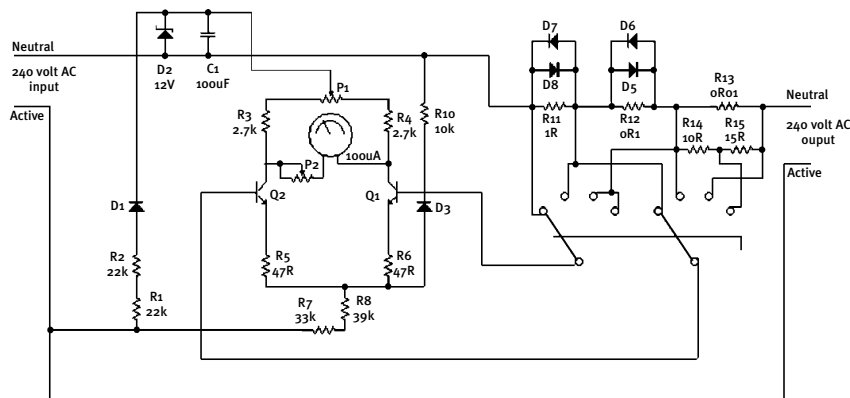 D7
D6
Neutral
240 volt AC
input
Active
D2
12V
C1
100uF
P1
D8
D5
R13
0R01
Neutral
R3
2.7k
R4
2.7k
R10
10k
R11
1R
R12
0R1
R14
10R
R15
15R
240 volt AC
ouput
100uA
P2
Active
D1
Q2
Q1
D3
R2
22k
R5
47R
R6
47R
R1
22k
R7
33k
R8
39k